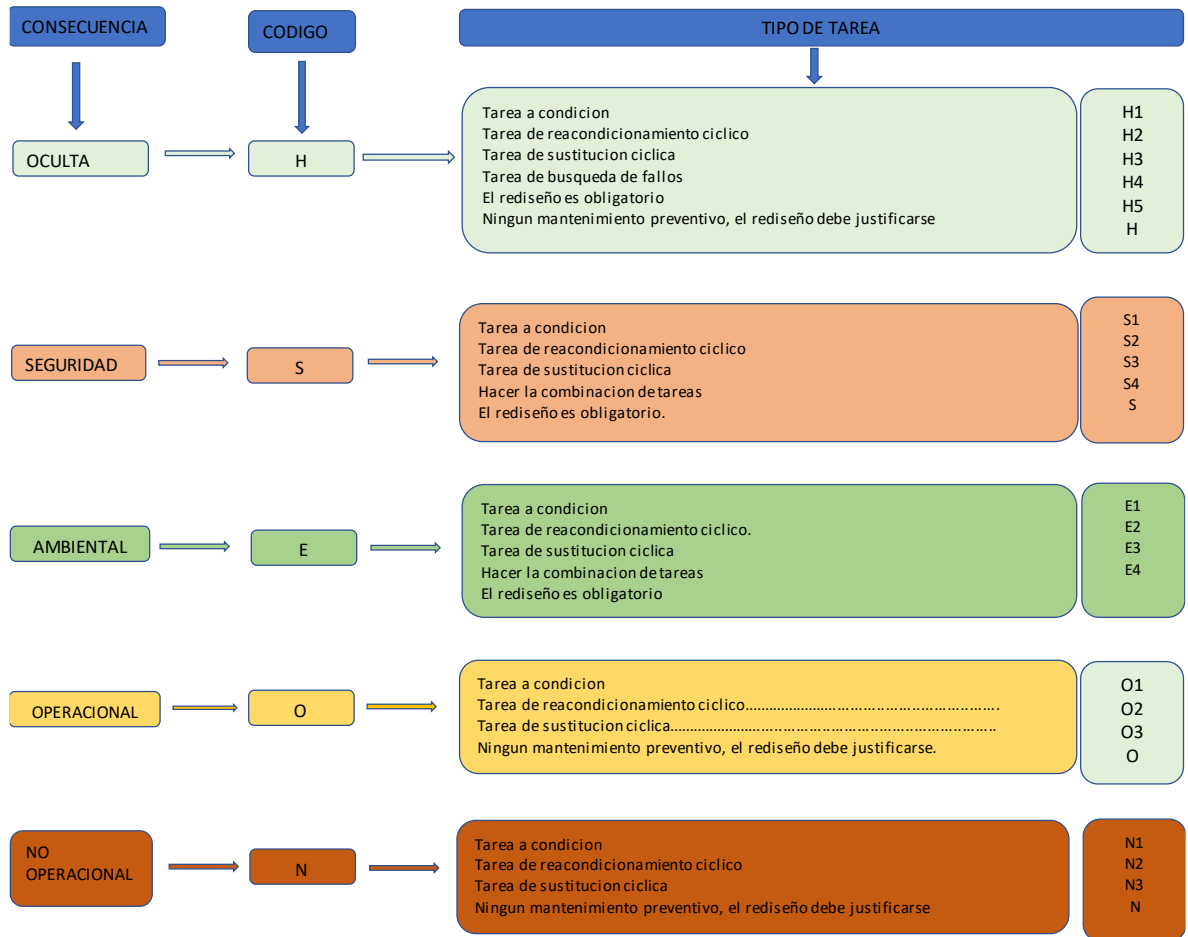 CONSECUENCIA
CODIGO
TIPO DE TAREA
OCULTA
H
Tarea a condicion
Tarea de reacondicionamiento ciclico
Tarea de sustitucion ciclica
Tarea de busqueda de fallos
El rediseño es obligatorio
Ningun mantenimiento preventivo, el rediseño debe justificarse
H1
H2
H3
H4
H5
H
SEGURIDAD
S
Tarea a condicion
Tarea de reacondicionamiento ciclico
Tarea de sustitucion ciclica
Hacer la combinacion de tareas
El rediseño es obligatorio.
S1
S2
S3
S4
S
AMBIENTAL
E
Tarea a condicion
Tarea de reacondicionamiento ciclico.
Tarea de sustitucion ciclica
Hacer la combinacion de tareas
El rediseño es obligatorio
E1
E2
E3
E4
OPERACIONAL
O
Tarea a condicion
Tarea de reacondicionamiento ciclico...............................................................
Tarea de sustitucion ciclica................................................................................
Ningun mantenimiento preventivo, el rediseño debe justificarse.
O1
O2
O3
O
NO
OPERACIONAL
N
Tarea a condicion
Tarea de reacondicionamiento ciclico
Tarea de sustitucion ciclica
Ningun mantenimiento preventivo, el rediseño debe justificarse
N1
N2
N3
N